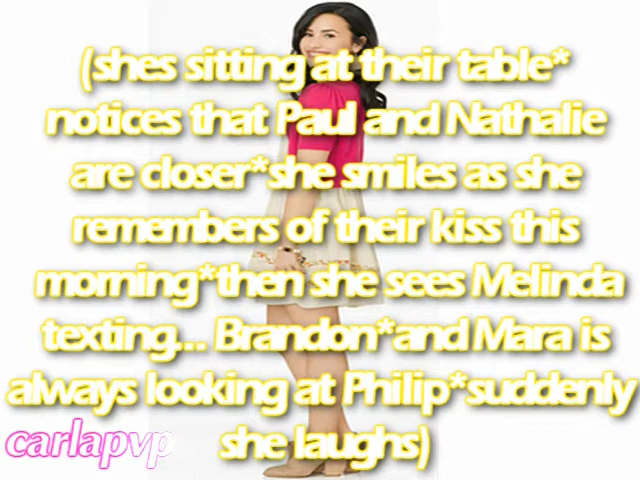 (shes sitting at their table*
notices that Paul and Nathalie
are closer*she smiles as she
remembers of their kiss this
morning*then she sees Melinda
texting... Brandon*and Mara is
always looking at Philip*suddenly
she laughs)
carlapvp